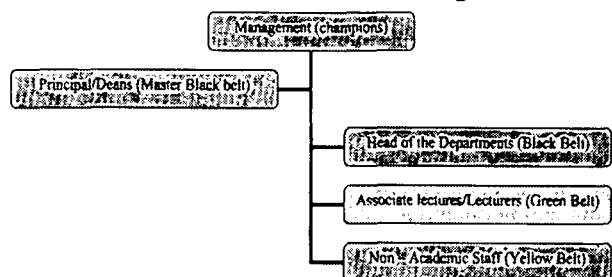 Management (champions)
Principal/Deans (Master Black belt)
Head of the Departments (Black Belt)
Associate lectures/Lecturers (Green Belt)
Non - Academic Staff (Yellow Belt)